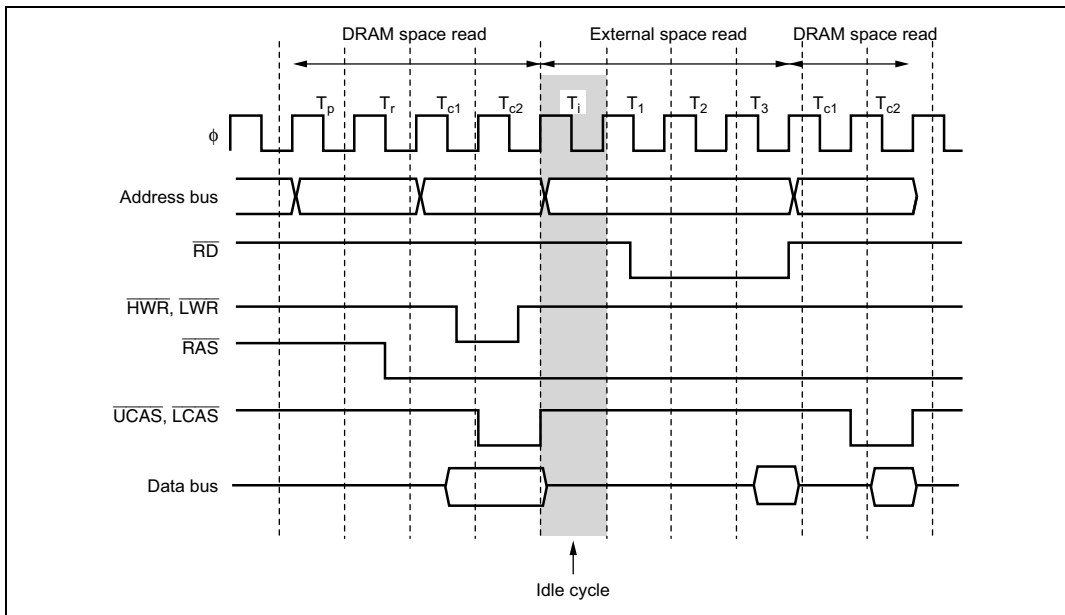 DRAM space read External space read DRAM space read
Tp Tr Tc1 Tc2 Ti T1 T2 T3 Tc1 Tc2
ϕ
Address bus
RD
HWR, LWR
RAS
UCAS, LCAS
Data bus
Idle cycle